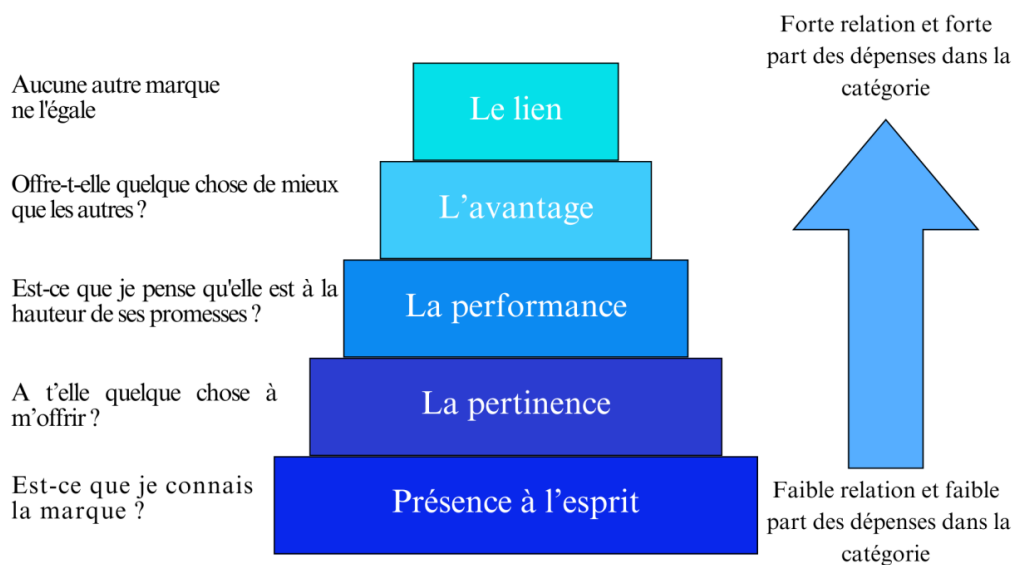 Forte relation et forte
part des dépenses dans la
catégorie
Aucune autre marque
ne l'égale
Le lien
Offre-t-elle quelque chose de mieux
que les autres ?
L’avantage
Est-ce que je pense qu'elle est à la
hauteur de ses promesses ?
La performance
A t’elle quelque chose à
m’offrir ?
La pertinence
Est-ce que je connais
la marque ?
Présence à l’esprit
Faible relation et faible
part des dépenses dans la
catégorie